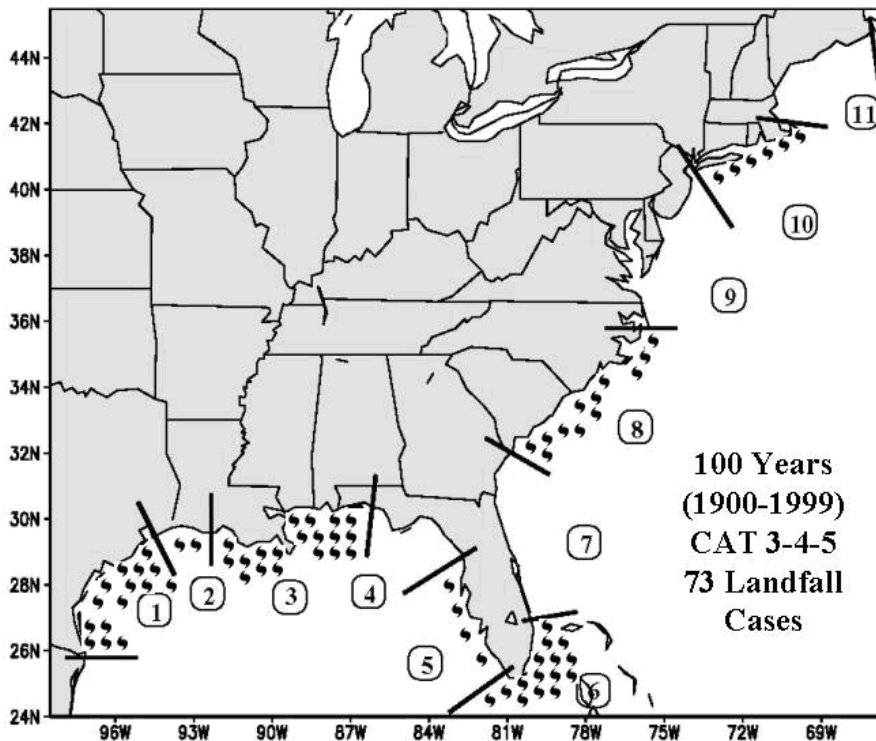 44N
42N
40N
38N
36N
34N
32N
30N
28N
26N
24N
96W 93W 90W 87W 84W 81W 78W 75W 72W 69W
11
10
9
8
7
1 2 3 4
5
6
100 Years
(1900-1999)
CAT 3-4-5
73 Landfall
Cases